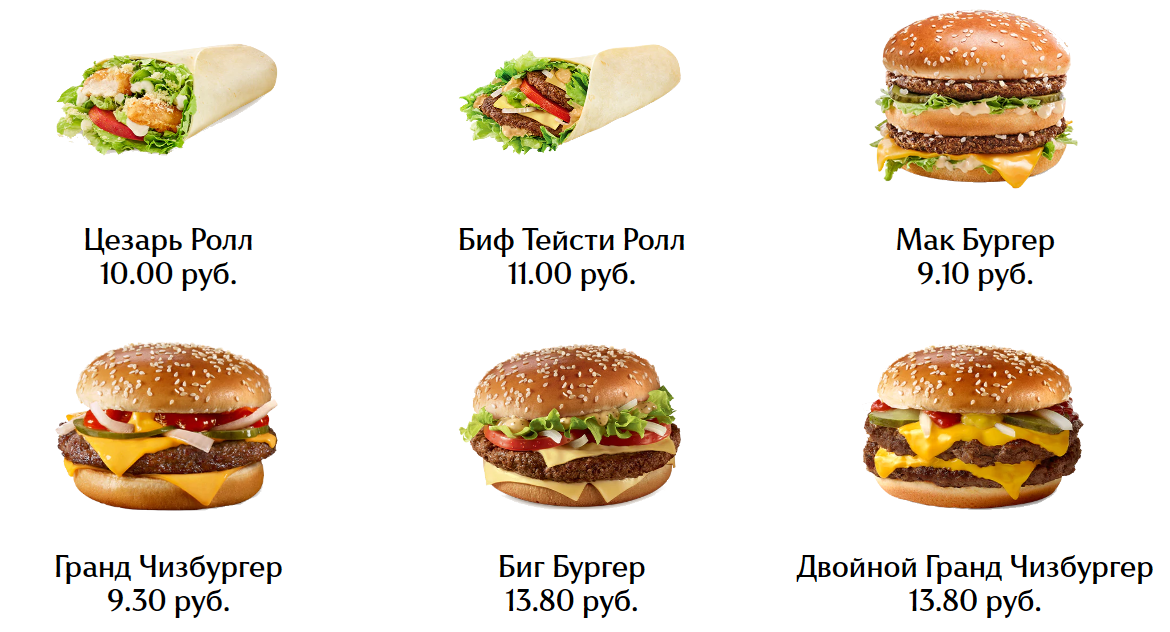 Цезарь Ролл
10.00 руб.
Биф Тейсти Ролл
11.00 руб.
Мак Бургер
9.10 руб.
Гранд Чизбургер
9.30 руб.
Биг Бургер
13.80 руб.
Двойной Гранд Чизбургер
13.80 руб.